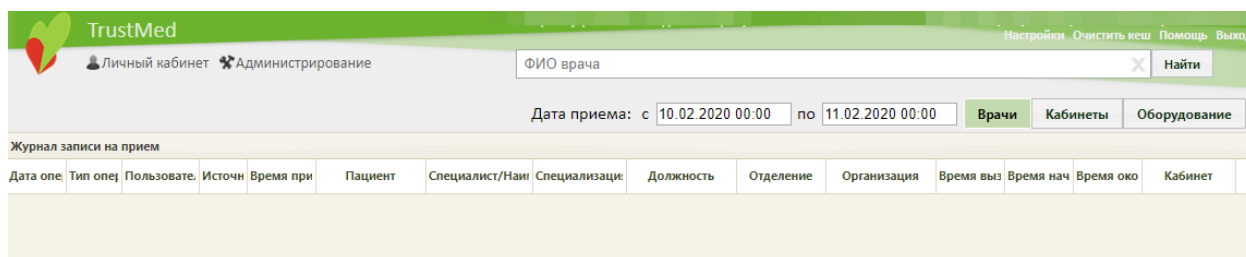 TrustMed
Настройки Очистить кеш Помощь Выхо
Личный кабинет Администрирование
ФИО врача X Найти
Дата приема: с 10.02.2020 00:00 по 11.02.2020 00:00 Врачи Кабинеты Оборудование
Журнал записи на прием
Дата опе Тип опер Пользовате. Источн Время при Пациент Специалист/Наим Специализаци Должность Отделение Организация Время выз Время нач Время око Кабинет